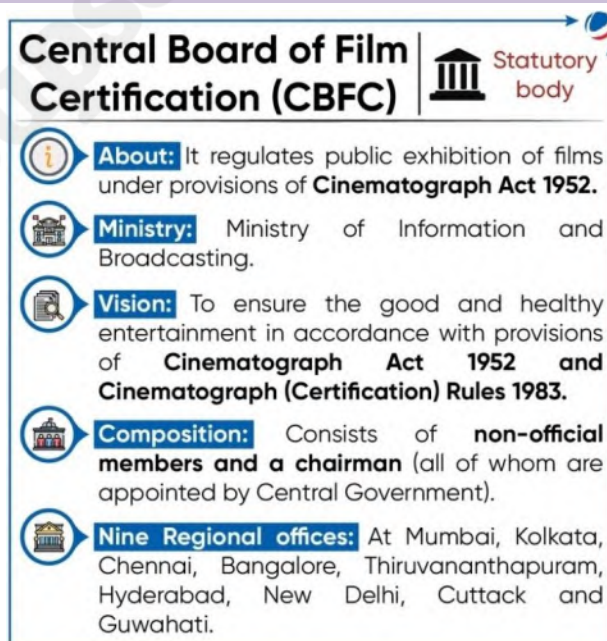 Central Board of Film
Certification (CBFC)
Statutory
body
About: It regulates public exhibition of films
under provisions of Cinematograph Act 1952.
Ministry: Ministry of Information and
Broadcasting.
Vision: To ensure the good and healthy
entertainment in accordance with provisions
of Cinematograph Act 1952 and
Cinematograph (Certification) Rules 1983.
Composition: Consists of non-official
members and a chairman (all of whom are
appointed by Central Government).
Nine Regional offices: At Mumbai, Kolkata,
Chennai, Bangalore, Thiruvananthapuram,
Hyderabad, New Delhi, Cuttack and
Guwahati.